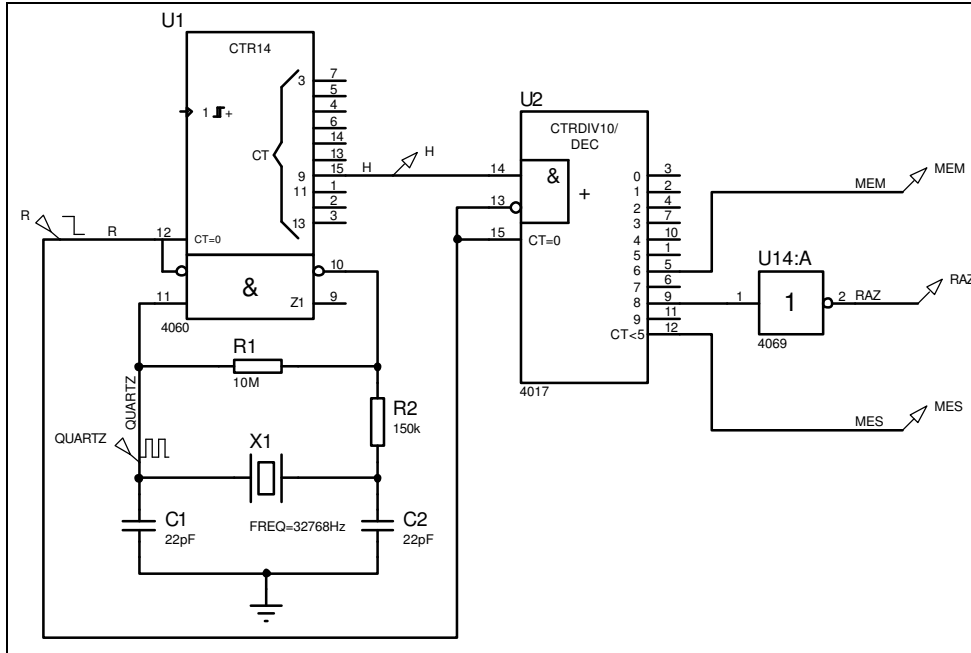 U1
CTR14
1 +
CT
3
9
11
13
7
5
4
6
14
13
15
1
2
3
R
R
12
CT=0
&
11
10
Z1
9
4060
H
H
U2
CTRDIV10/
DEC
14
13
15
&
+
CT=0
0
1
2
3
4
5
6
7
8
9
CT<5
3
2
4
7
10
1
5
6
9
11
12
4017
MEM
MEM
U14:A
1
1
2
4069
RAZ
RAZ
MES
MES
R1
10M
R2
150k
QUARTZ
QUARTZ
X1
FREQ=32768Hz
C1
22pF
C2
22pF